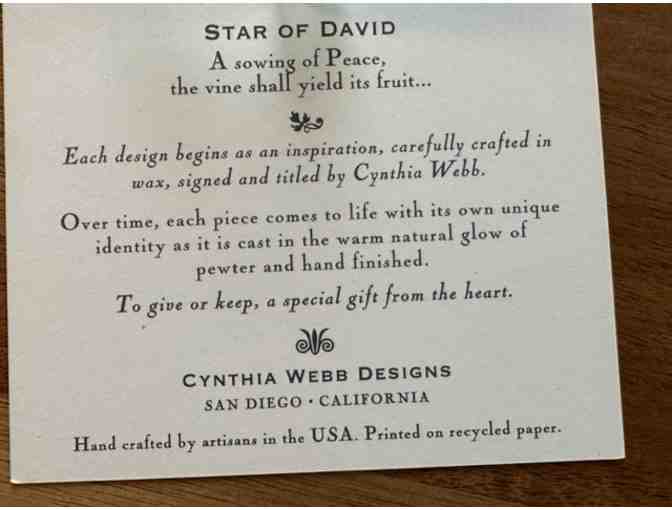 STAR OF DAVID
A sowing of Peace,
the vine shall yield its fruit...
Each design begins as an inspiration, carefully crafted in
wax, signed and titled by Cynthia Webb.
Over time, each piece comes to life with its own unique
identity as it is cast in the warm natural glow of
pewter and hand finished.
To give or keep, a special gift from the heart.
CYNTHIA WEBB DESIGNS
SAN DIEGO • CALIFORNIA
Hand crafted by artisans in the USA. Printed on recycled paper.